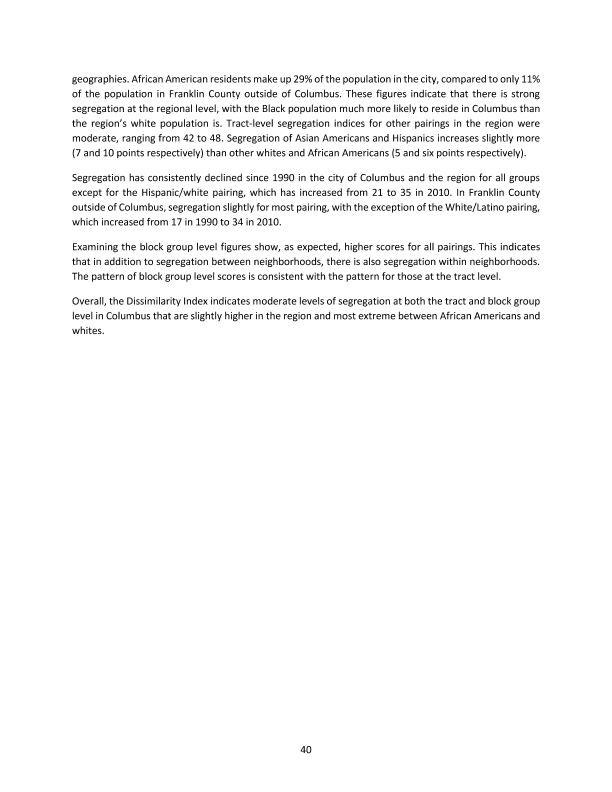 geographies. African American residents make up 29% of the population in the city, compared to only 11%
of the population in Franklin County outside of Columbus. These figures indicate that there is strong
segregation at the regional level, with the Black population much more likely to reside in Columbus than
the region's white population is. Tract-level segregation indices for other pairings in the region were
moderate, ranging from 42 to 48. Segregation of Asian Americans and Hispanics increases slightly more
(7 and 10 points respectively) than other whites and African Americans (5 and six points respectively).
Segregation has consistently declined since 1990 in the city of Columbus and the region for all groups
except for the Hispanic/white pairing, which has increased from 21 to 35 in 2010. In Franklin County
outside of Columbus, segregation slightly for most pairing, with the exception of the White/Latino pairing,
which increased from 17 in 1990 to 34 in 2010.
Examining the block group level figures show, as expected, higher scores for all pairings. This indicates
that in addition to segregation between neighborhoods, there is also segregation within neighborhoods.
The pattern of block group level scores is consistent with the pattern for those at the tract level.
Overall, the Dissimilarity Index indicates moderate levels of segregation at both the tract and block group
level in Columbus that are slightly higher in the region and most extreme between African Americans and
whites.
40